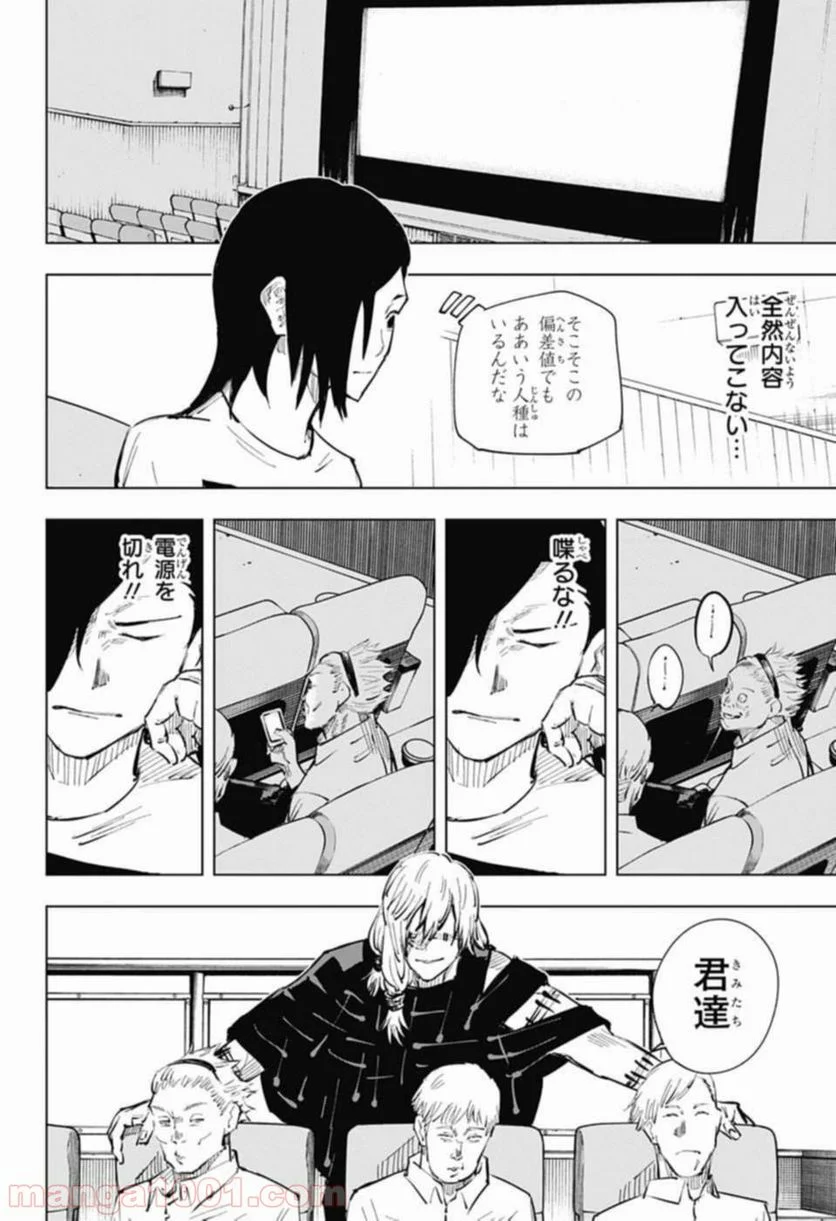 全然内容
入ってこない…
そこそこの
偏差値でも
ああいう人種は
いるんだな
喋るな!!
電源を
切れ!!
君達
manga1001.com